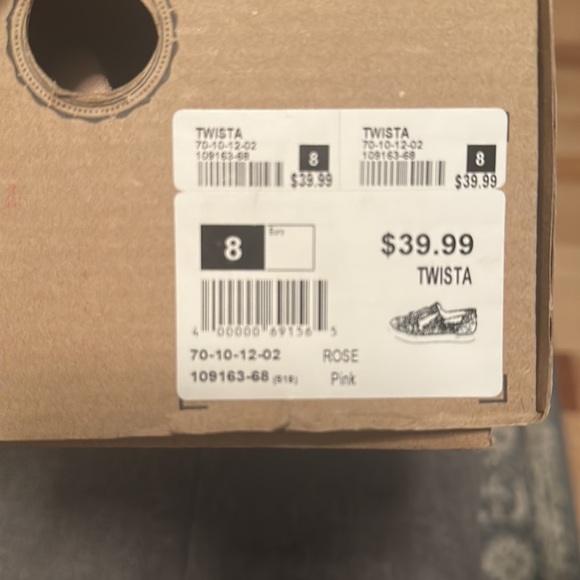 TWISTA
70-10-12-02
109163-68
8
$39.99
TWISTA
70-10-12-02
109163-68
8
$39.99
8
$39.99
TWISTA
4 00000 69156 5
70-10-12-02 ROSE
109163-68 Pink